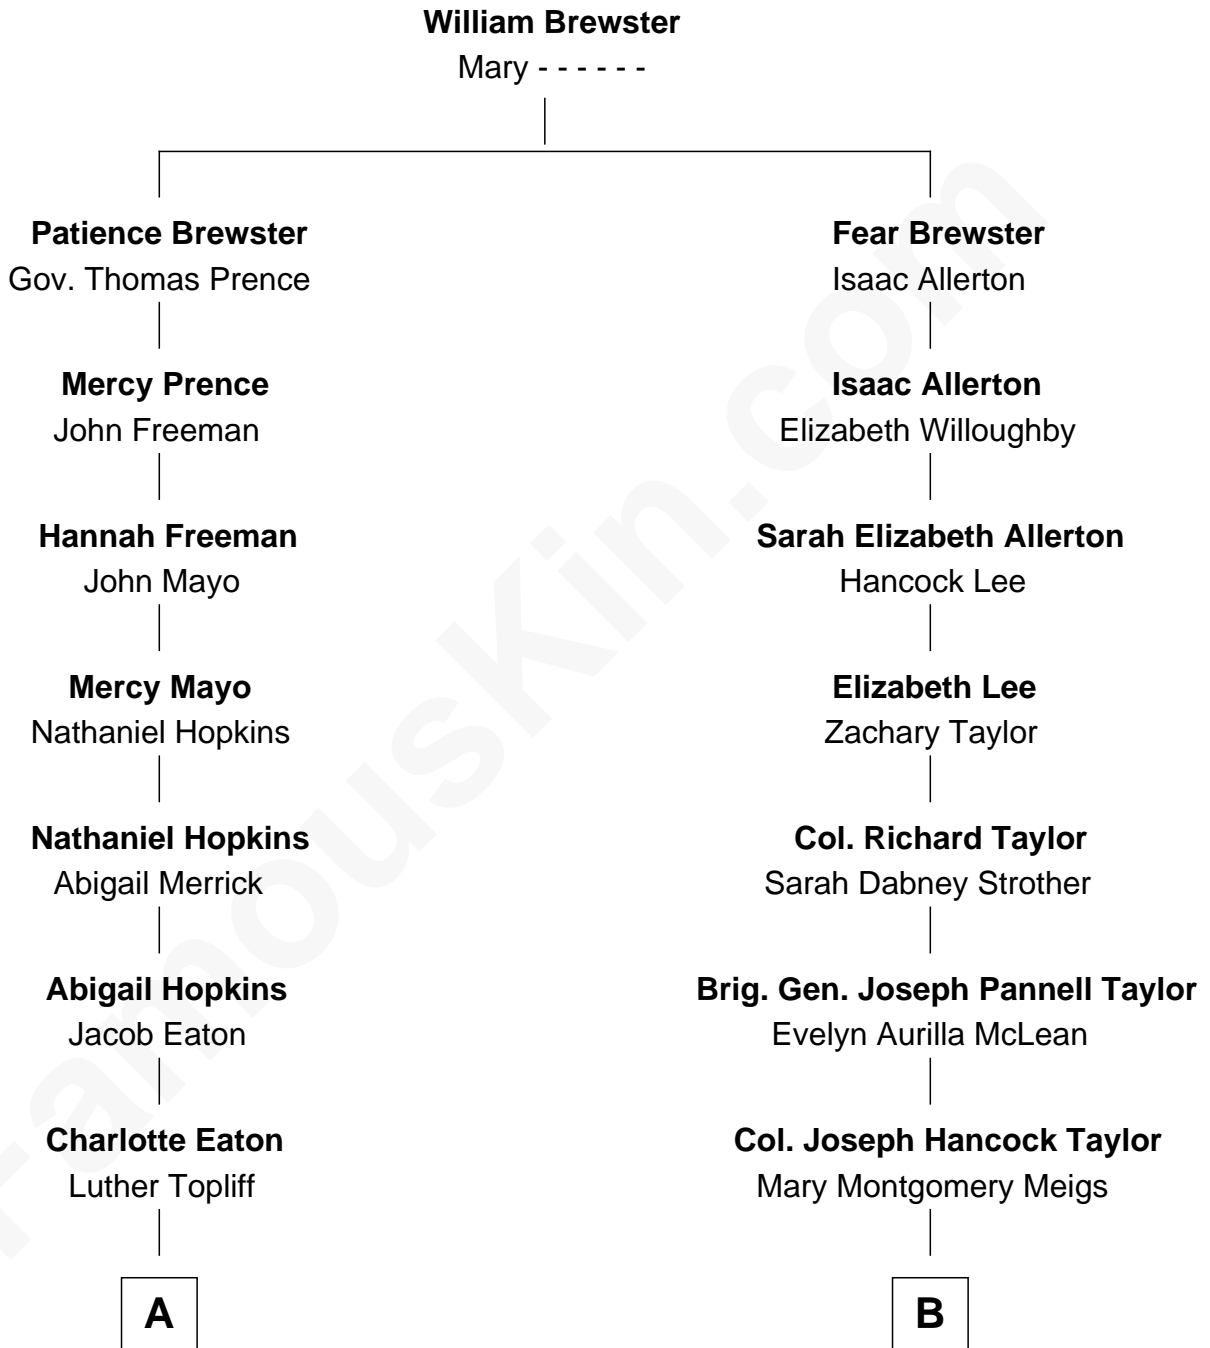 William Brewster
Mary - - - - - -
Patience Brewster
Gov. Thomas Prence
Fear Brewster
Isaac Allerton
Mercy Prence
John Freeman
Isaac Allerton
Elizabeth Willoughby
Hannah Freeman
John Mayo
Sarah Elizabeth Allerton
Hancock Lee
Mercy Mayo
Nathaniel Hopkins
Elizabeth Lee
Zachary Taylor
Nathaniel Hopkins
Abigail Merrick
Col. Richard Taylor
Sarah Dabney Strother
Abigail Hopkins
Jacob Eaton
Brig. Gen. Joseph Pannell Taylor
Evelyn Aurilla McLean
Charlotte Eaton
Luther Topliff
Col. Joseph Hancock Taylor
Mary Montgomery Meigs
A
B
FamousKin.com